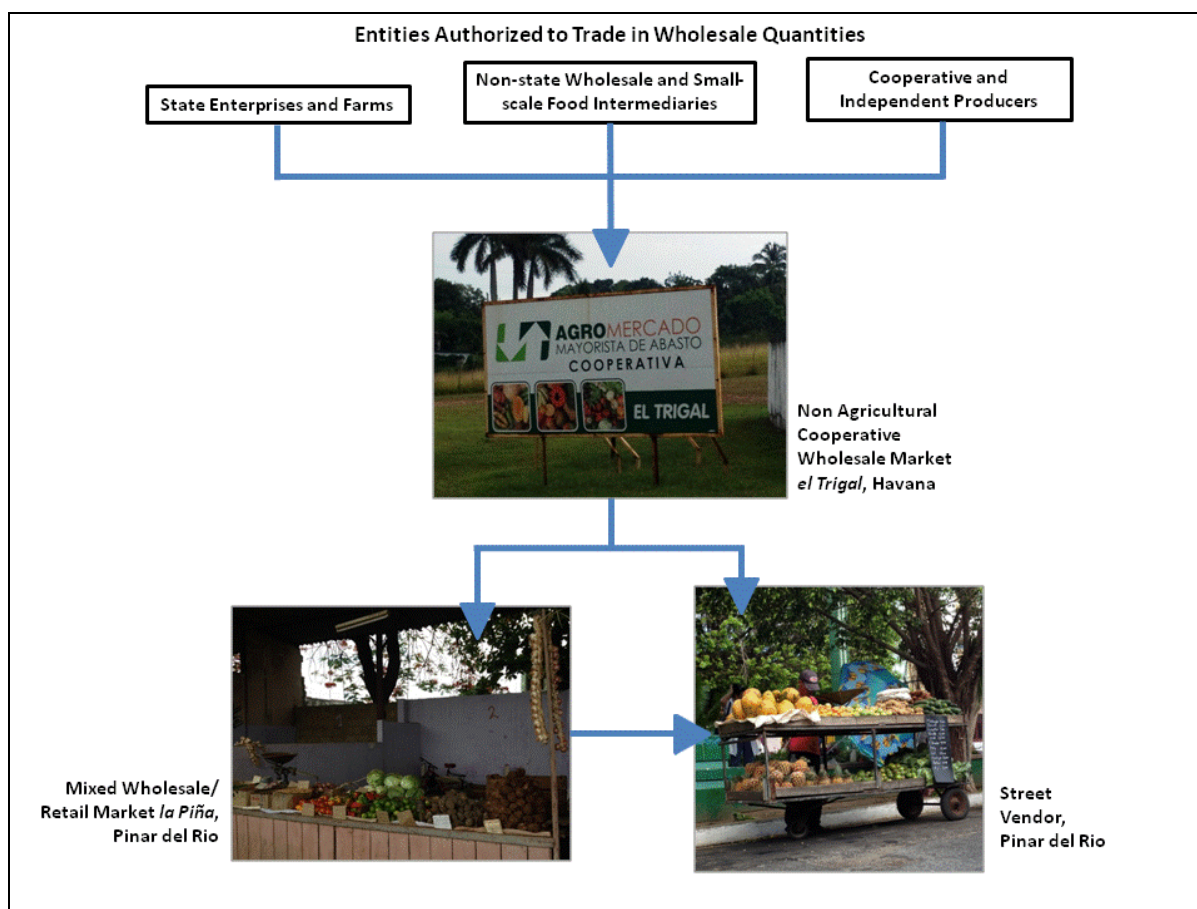 Entities Authorized to Trade in Wholesale Quantities
State Enterprises and Farms
Non-state Wholesale and Small-
scale Food Intermediaries
Cooperative and
Independent Producers
AGROMERCADO
MAYORISTA DE ABASTO
COOPERATIVA
EL TRIGAL
Non Agricultural
Cooperative
Wholesale Market
el Trigal, Havana
2
Mixed Wholesale/
Retail Market la Piña,
Pinar del Rio
Street
Vendor,
Pinar del Rio